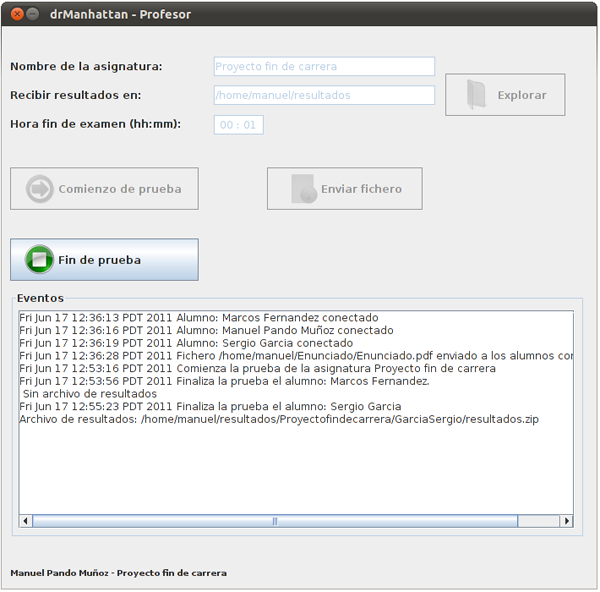 drManhattan - Profesor
Nombre de la asignatura: Proyecto fin de carrera
Recibir resultados en: /home/manuel/resultados
Explorar
Hora fin de examen (hh:mm): 00 : 01
Comienzo de prueba
Enviar fichero
Fin de prueba
Eventos
Fri Jun 17 12:36:13 PDT 2011 Alumno: Marcos Fernandez conectado
Fri Jun 17 12:36:16 PDT 2011 Alumno: Manuel Pando Muñoz conectado
Fri Jun 17 12:36:19 PDT 2011 Alumno: Sergio Garcia conectado
Fri Jun 17 12:36:28 PDT 2011 Fichero /home/manuel/Enunciado/Enunciado.pdf enviado a los alumnos con
Fri Jun 17 12:53:16 PDT 2011 Comienza la prueba de la asignatura Proyecto fin de carrera
Fri Jun 17 12:53:56 PDT 2011 Finaliza la prueba el alumno: Marcos Fernandez.
Sin archivo de resultados
Fri Jun 17 12:55:23 PDT 2011 Finaliza la prueba el alumno: Sergio Garcia
Archivo de resultados: /home/manuel/resultados/Proyectofindecarrera/GarciaSergio/resultados.zip
Manuel Pando Muñoz - Proyecto fin de carrera